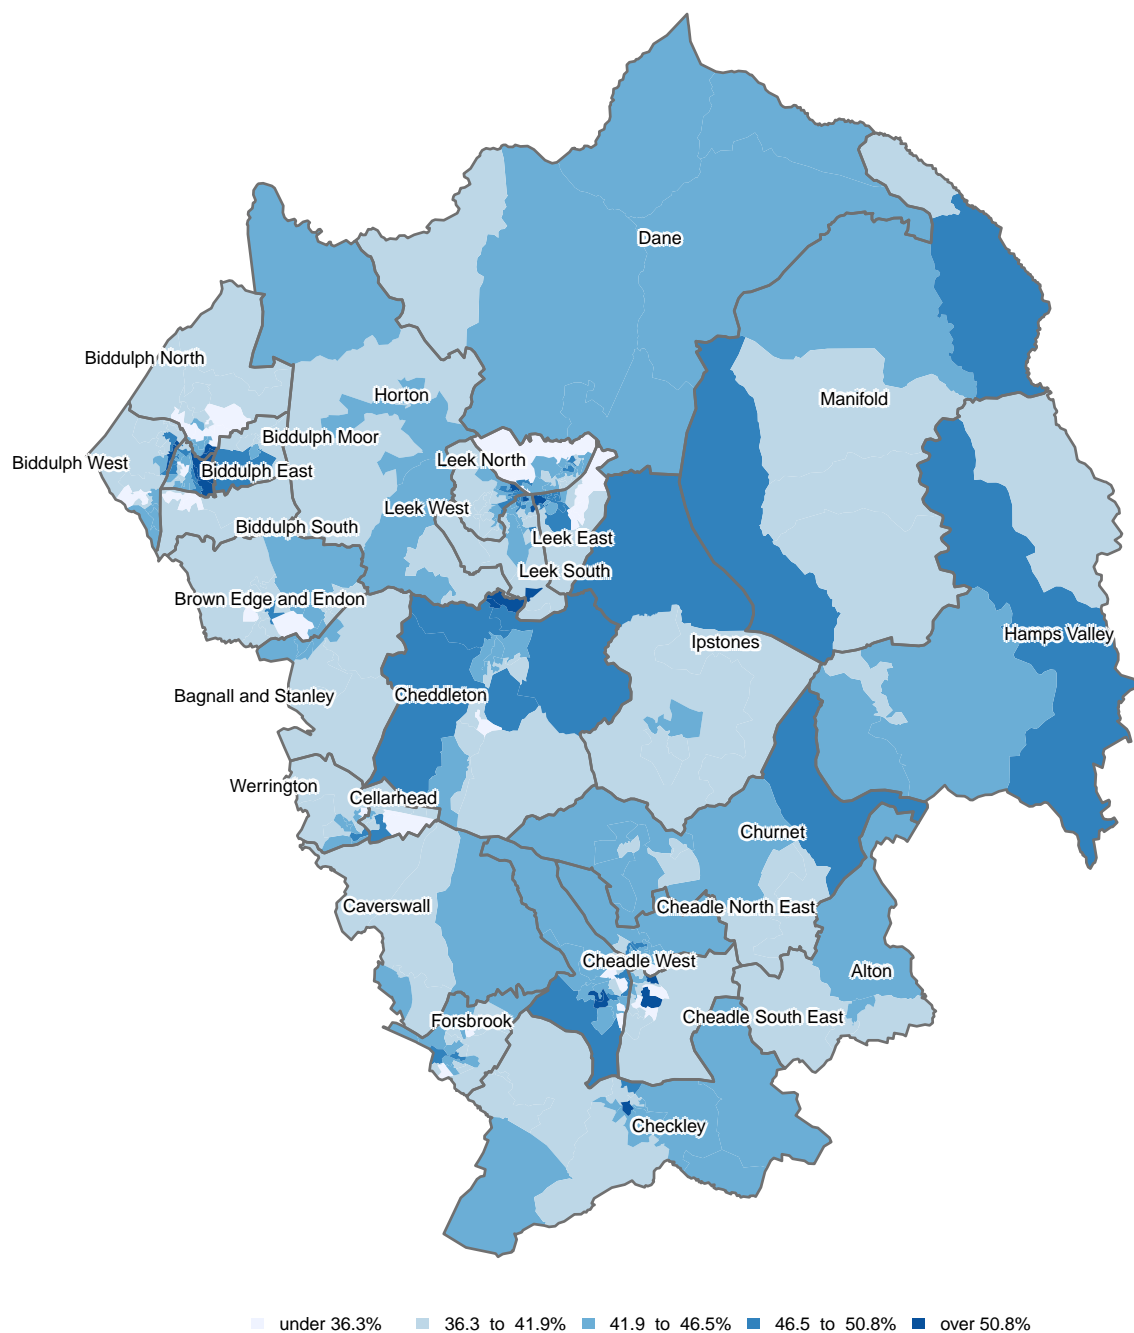 Dane
Biddulph North
Horton
Manifold
Biddulph Moor
Leek North
Biddulph West
Biddulph East
Leek West
Biddulph South
Leek East
Leek South
Brown Edge and Endon
Hamps Valley
Ipstones
Bagnall and Stanley
Cheddleton
Werrington
Cellarhead
Churnet
Caverswall
Cheadle North East
Cheadle West
Alton
Cheadle South East
Forsbrook
Checkley
under 36.3% 36.3 to 41.9% 41.9 to 46.5% 46.5 to 50.8% over 50.8%